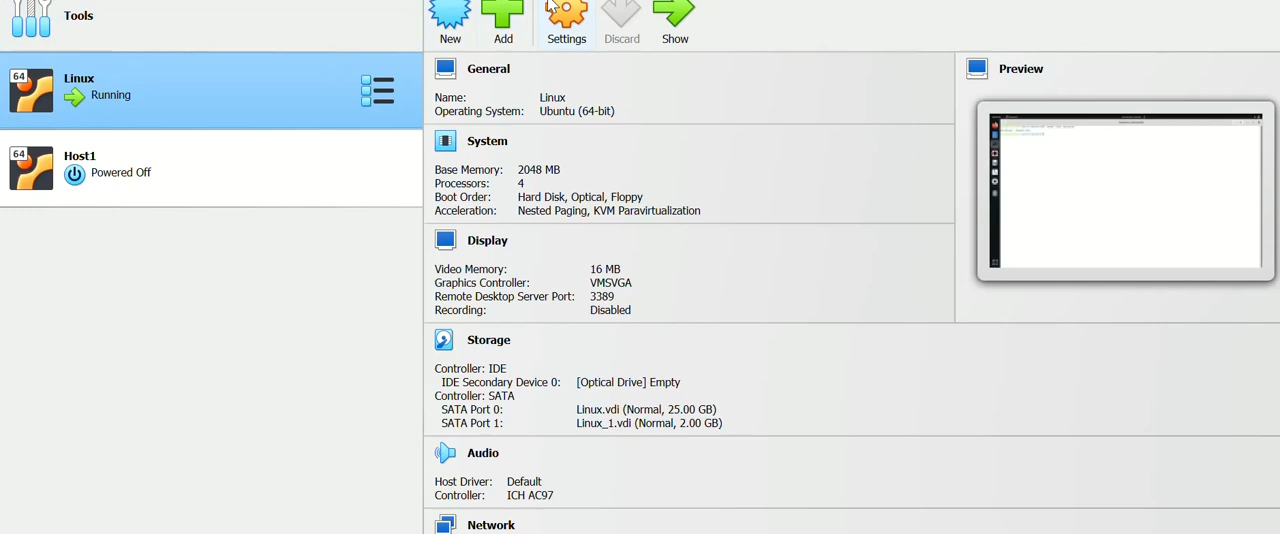 Tools
New
Add
Settings
Discard
Show
64
Linux
Running
64
Host1
Powered Off
General
Name: Linux
Operating System: Ubuntu (64-bit)
System
Base Memory: 2048 MB
Processors: 4
Boot Order: Hard Disk, Optical, Floppy
Acceleration: Nested Paging, KVM Paravirtualization
Display
Video Memory: 16 MB
Graphics Controller: VMSVGA
Remote Desktop Server Port: 3389
Recording: Disabled
Storage
Controller: IDE
IDE Secondary Device 0: [Optical Drive] Empty
Controller: SATA
SATA Port 0: Linux.vdi (Normal, 25.00 GB)
SATA Port 1: Linux_1.vdi (Normal, 2.00 GB)
Audio
Host Driver: Default
Controller: ICH AC97
Network
Preview